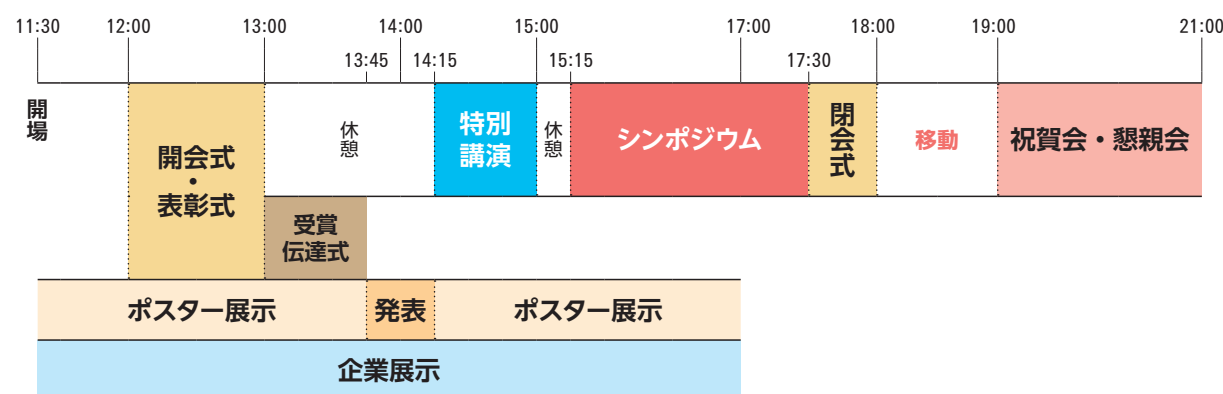 11:30 12:00 13:00 14:00 15:00 17:00 18:00 19:00 21:00
13:45 14:15 15:15 17:30
開場
開会式
・
表彰式
休憩
特別
講演
休憩
シンポジウム
閉会式
移動
祝賀会・懇親会
受賞
伝達式
ポスター展示 発表 ポスター展示
企業展示